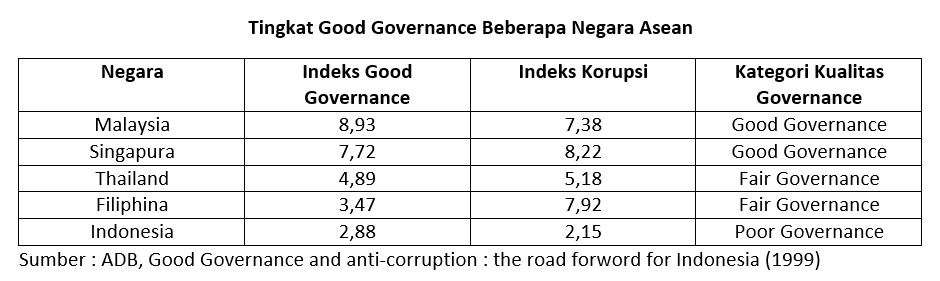 Tingkat Good Governance Beberapa Negara Asean
Negara Indeks Good Governance Indeks Korupsi Kategori Kualitas Governance
Malaysia 8,93 7,38 Good Governance
Singapura 7,72 8,22 Good Governance
Thailand 4,89 5,18 Fair Governance
Filiphina 3,47 7,92 Fair Governance
Indonesia 2,88 2,15 Poor Governance
Sumber : ADB, Good Governance and anti-corruption : the road forword for Indonesia (1999)